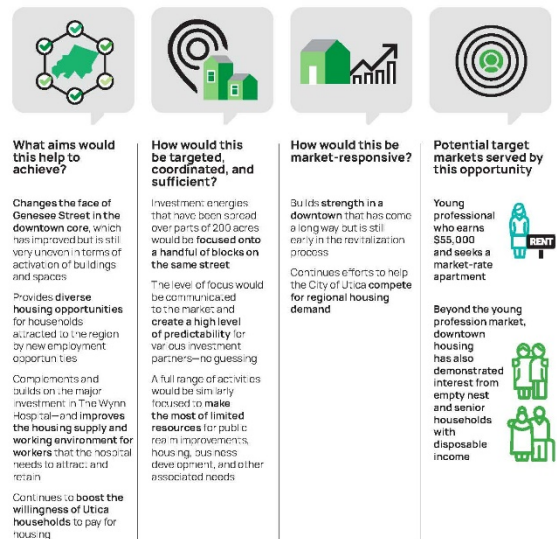 What aims would
this help to
achieve?
Changes the face of
Genesee Street in the
downtown core, which
has improved but is still
very uneven in terms of
activation of buildings
and spaces
Provides diverse
housing opportunities
for households
attracted to the region
by new employment
opportunities
Complements and
builds on the major
investment in The Wynn
Hospital—and improves
the housing supply and
working environment for
workers that the hospital
needs to attract and
retain
Continues to boost the
willingness of Utica
households to pay for
housing
How would this
be targeted,
coordinated, and
sufficient?
Investment energies
that have been spread
over parts of 200 acres
would be focused onto
a handful of blocks on
the same street
The level of focus would
be communicated
to the market and
create a high level
of predictability for
various investment
partners—no guessing
A full range of activities
would be similarly
focused to make
the most of limited
resources for public
realm improvements,
housing, business
development, and other
associated needs
How would this be
market-responsive?
Builds strength in a
downtown that has come
a long way but is still
early in the revitalization
process
Continues efforts to help
the City of Utica compete
for regional housing
demand
Potential target
markets served by
this opportunity
Young
professional
who earns
$55,000
and seeks a
market-rate
apartment
RENT
Beyond the young
profession market,
downtown
housing
has also
demonstrated
interest from
empty nest
and senior
households
with
disposable
income